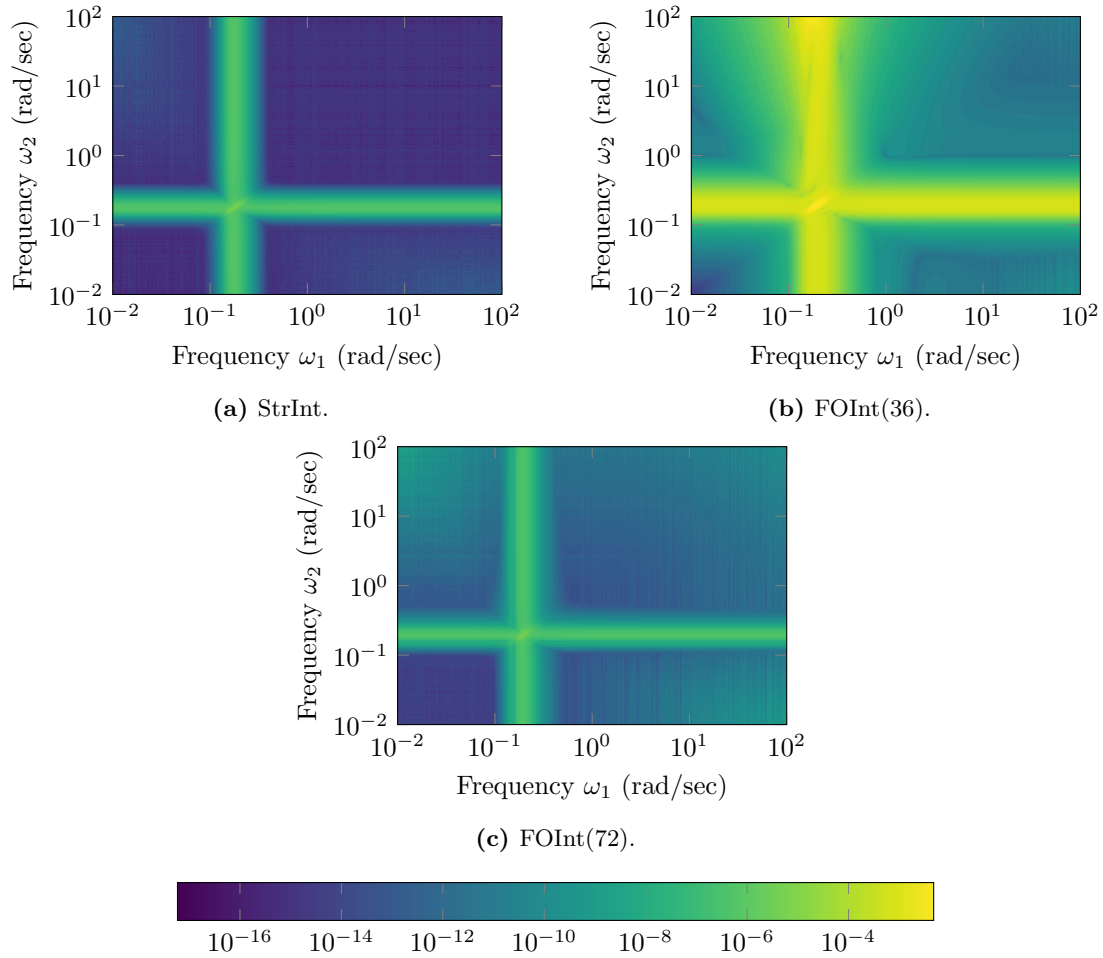 10^2
10^1
10^0
10^−1
10^−2
Frequency ω₂ (rad/sec)
10^−2 10^−1 10^0 10^1 10^2
Frequency ω₁ (rad/sec)
(a) StrInt.
10^2
10^1
10^0
10^−1
10^−2
Frequency ω₂ (rad/sec)
10^−2 10^−1 10^0 10^1 10^2
Frequency ω₁ (rad/sec)
(b) FOInt(36).
10^2
10^1
10^0
10^−1
10^−2
Frequency ω₂ (rad/sec)
10^−2 10^−1 10^0 10^1 10^2
Frequency ω₁ (rad/sec)
(c) FOInt(72).
10^−16 10^−14 10^−12 10^−10 10^−8 10^−6 10^−4